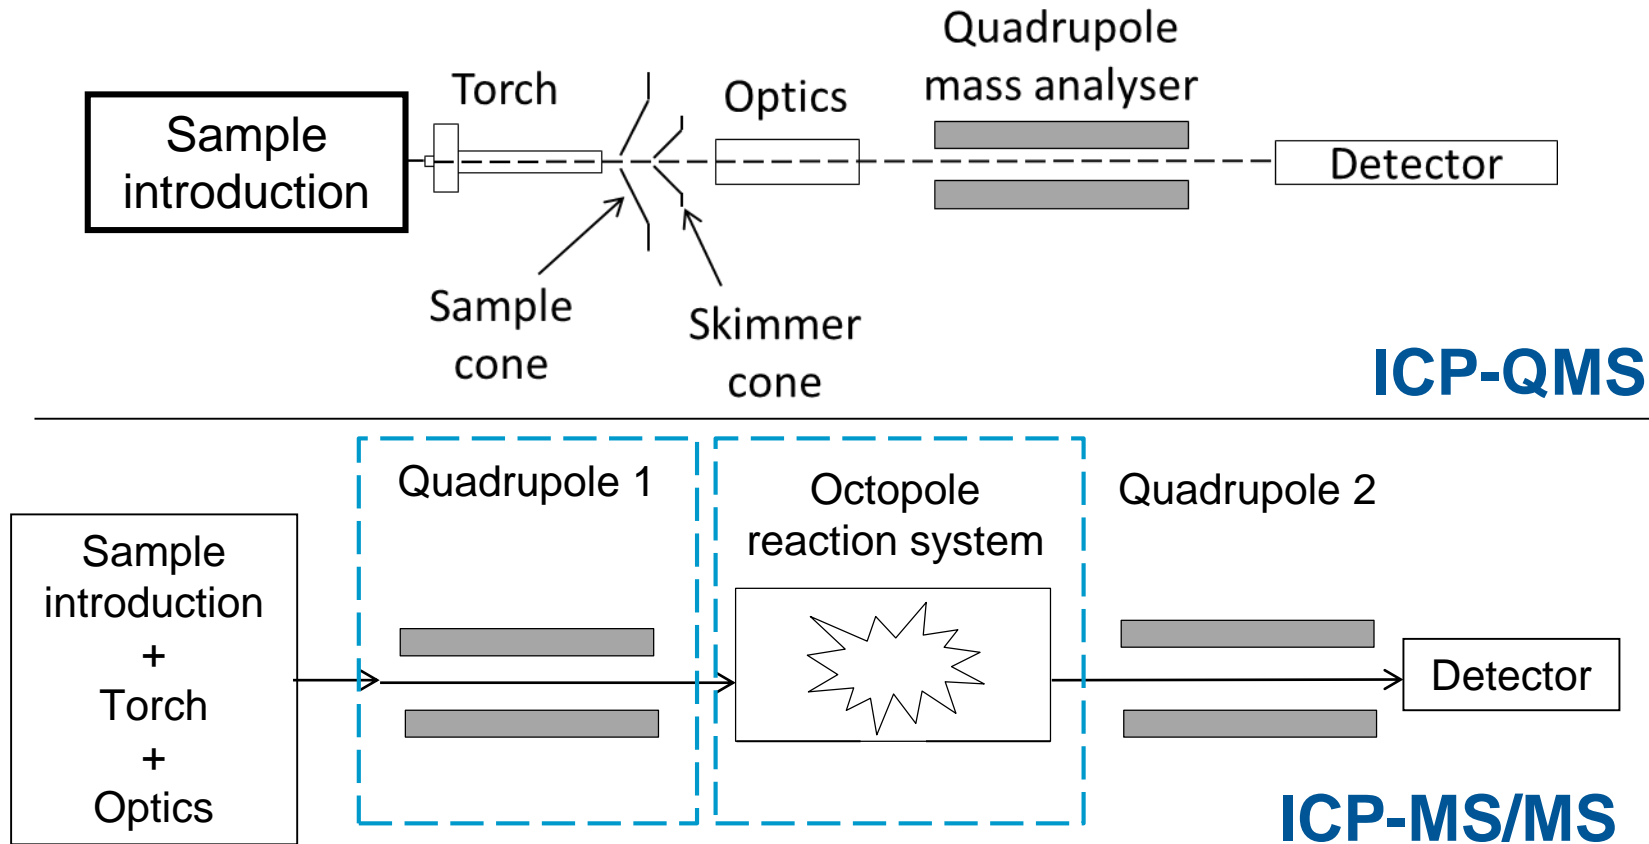 Quadrupole
mass analyser
Torch
Optics
Sample
introduction
Detector
Sample
cone
Skimmer
cone
ICP-QMS
Quadrupole 1
Octopole
reaction system
Quadrupole 2
Sample
introduction
+
Torch
+
Optics
Detector
ICP-MS/MS